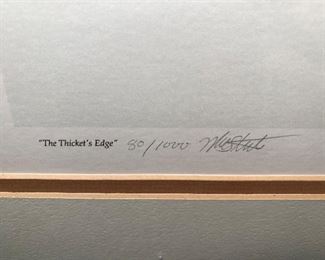 "The Thicket's Edge" 80/1000